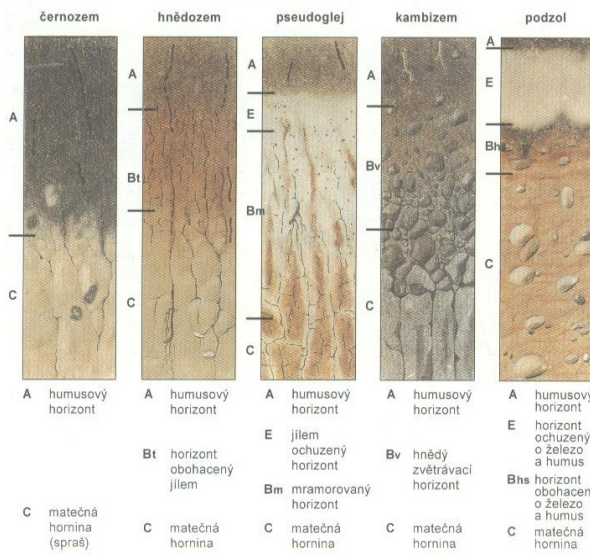 černozem
hnědozem
pseudoglej
kambizem
podzol
A
C
A
Bt
C
A
E
Bm
C
A
Bv
C
A
E
Bhs
C
A humusový
horizont
C matečná
hornina
(spraš)
A humusový
horizont
Bt horizont
obohacený
jílem
C matečná
hornina
A humusový
horizont
E jílem
ochuzený
horizont
Bm mramorovaný
horizont
C matečná
hornina
A humusový
horizont
Bv hnědý
zvětrávací
horizont
C matečná
hornina
A humusový
horizont
E horizont
ochuzený
o železo
a humus
Bhs horizont
obohacen
o železo
a humus
C matečná
hornina